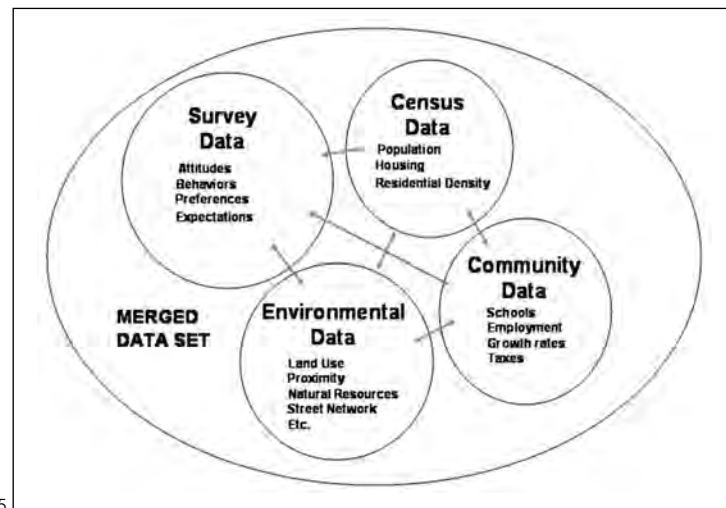 Survey
Data
Attitudes
Behaviors
Preferences
Expectations
Census
Data
Population
Housing
Residential Density
Community
Data
Schools
Employment
Growth rates
Taxes
Environmental
Data
Land Use
Proximity
Natural Resources
Street Network
Etc.
MERGED
DATA SET
5